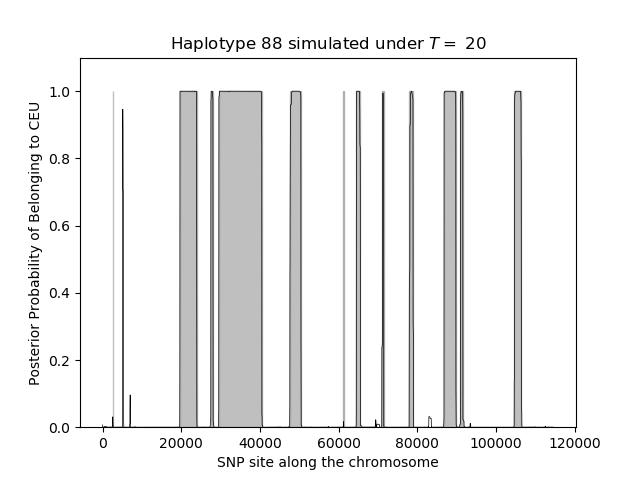 Haplotype 88 simulated under T = 20
Posterior Probability of Belonging to CEU
1.0
0.8
0.6
0.4
0.2
0.0
0 20000 40000 60000 80000 100000 120000
SNP site along the chromosome